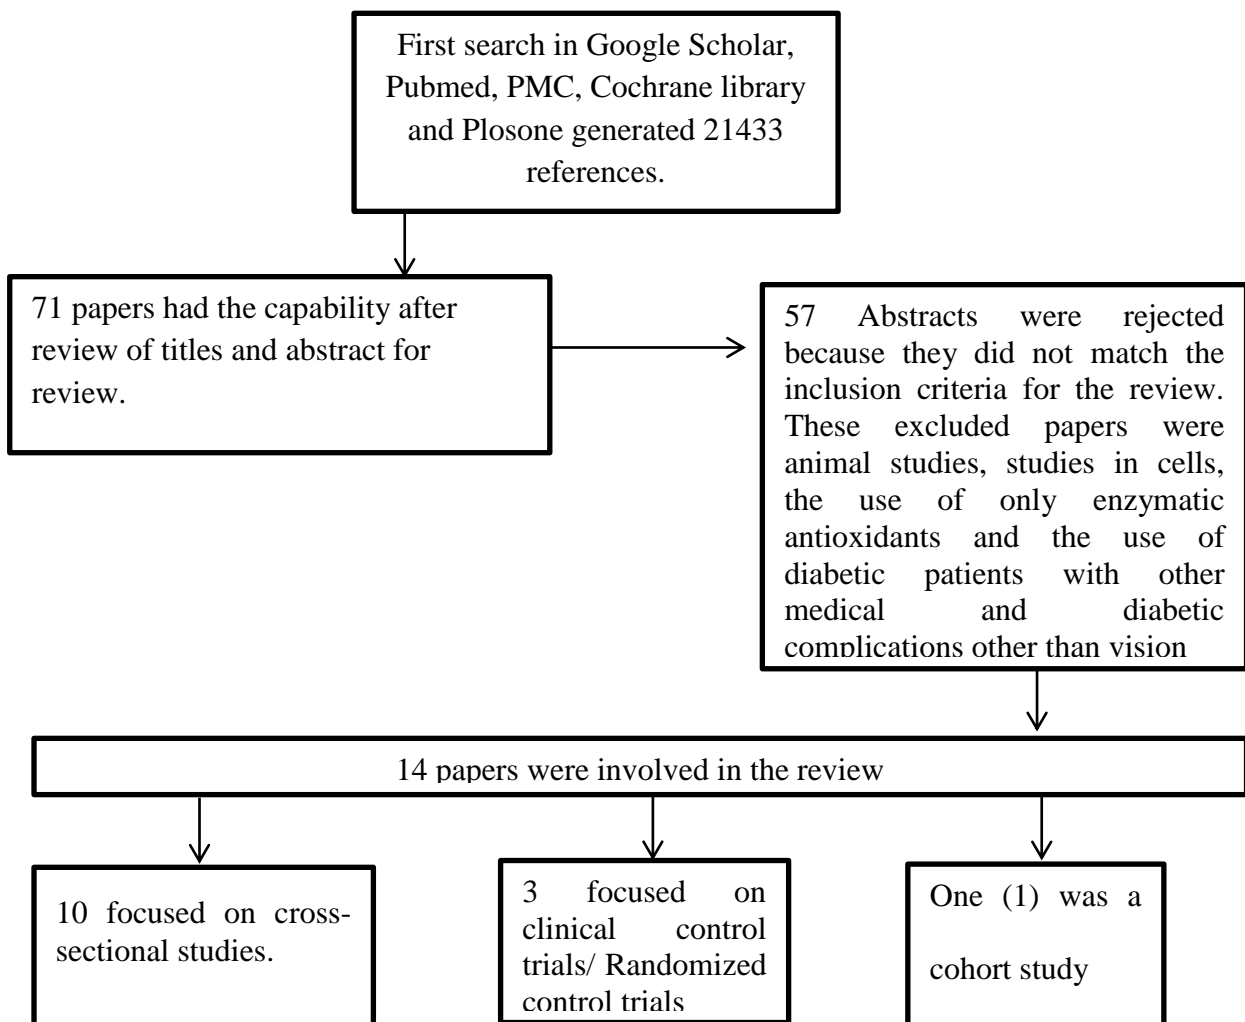 First search in Google Scholar,
Pubmed, PMC, Cochrane library
and Plosone generated 21433
references.
71 papers had the capability after
review of titles and abstract for
review.
57 Abstracts were rejected
because they did not match the
inclusion criteria for the review.
These excluded papers were
animal studies, studies in cells,
the use of only enzymatic
antioxidants and the use of
diabetic patients with other
medical and diabetic
complications other than vision
14 papers were involved in the review
10 focused on cross-
sectional studies.
3 focused on
clinical control
trials/ Randomized
control trials
One (1) was a
cohort study